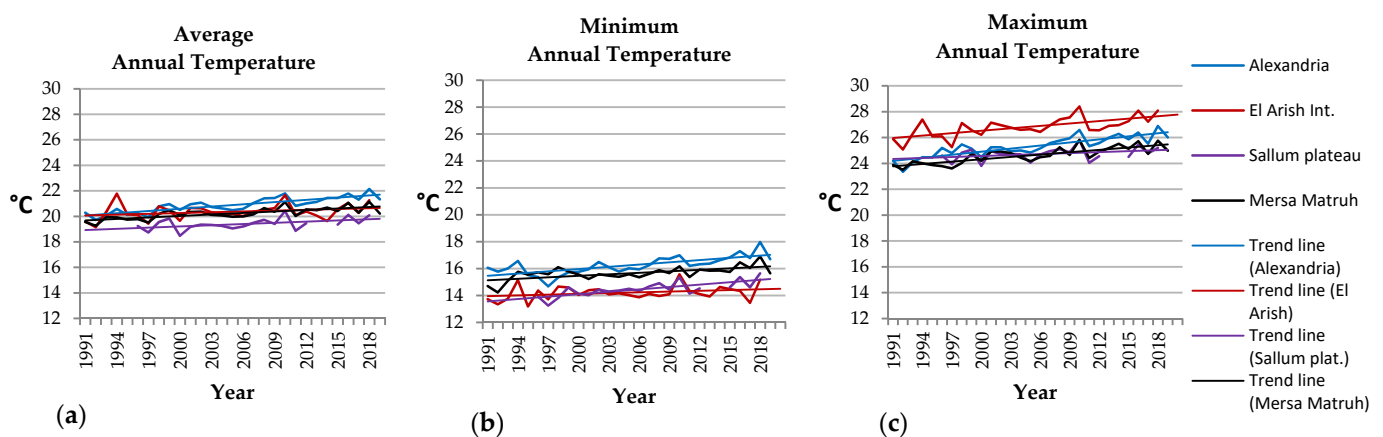 Average
Annual Temperature
30
28
26
24
22
20
18
16
14
12
°C
1991
1994
1997
2000
2003
2006
2009
2012
2015
2018
Year
(a)
Minimum
Annual Temperature
30
28
26
24
22
20
18
16
14
12
°C
1991
1994
1997
2000
2003
2006
2009
2012
2015
2018
Year
(b)
Maximum
Annual Temperature
30
28
26
24
22
20
18
16
14
12
°C
1991
1994
1997
2000
2003
2006
2009
2012
2015
2018
Year
(c)
Alexandria
El Arish Int.
Sallum plateau
Mersa Matruh
Trend line
(Alexandria)
Trend line (El
Arish)
Trend line
(Sallum plat.)
Trend line
(Mersa Matruh)